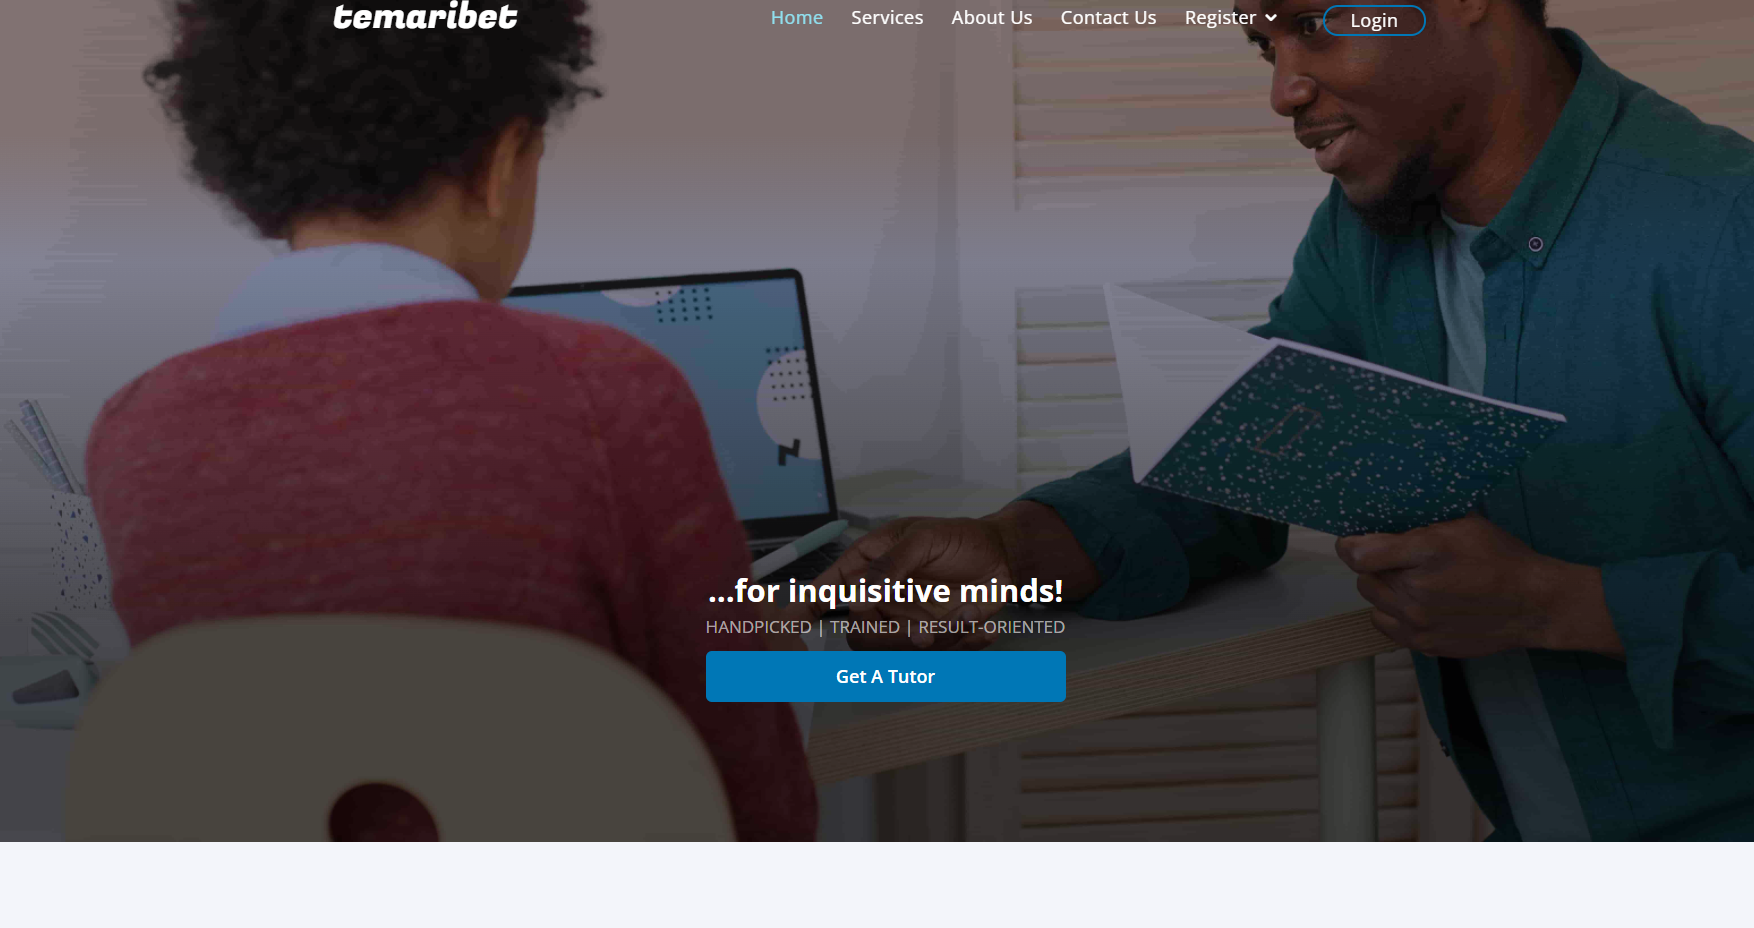 temaribet
Home Services About Us Contact Us Register Login
...for inquisitive minds!
HANDPICKED | TRAINED | RESULT-ORIENTED
Get A Tutor